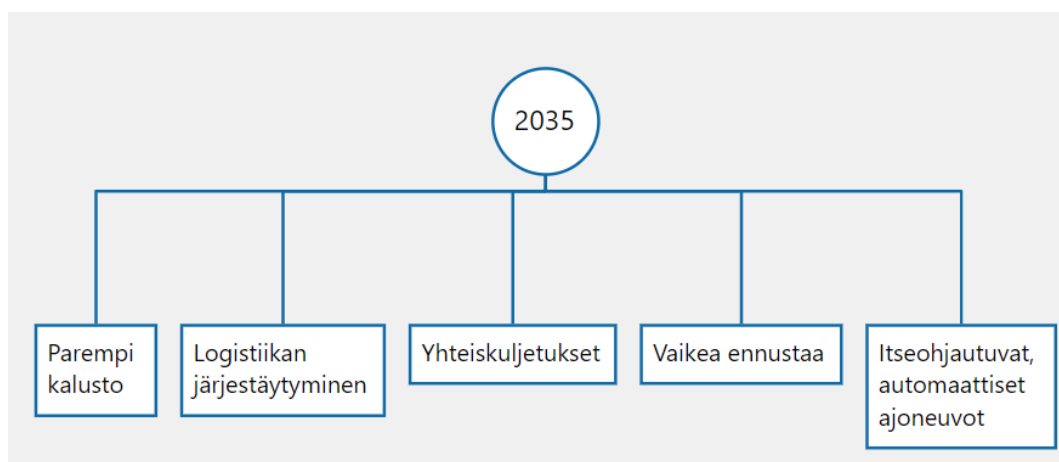 2035
Parempi
kalusto
Logistiikan
järjestäytyminen
Yhteiskuljetukset
Vaikea ennustaa
Itseohjautuvat,
automaattiset
ajoneuvot